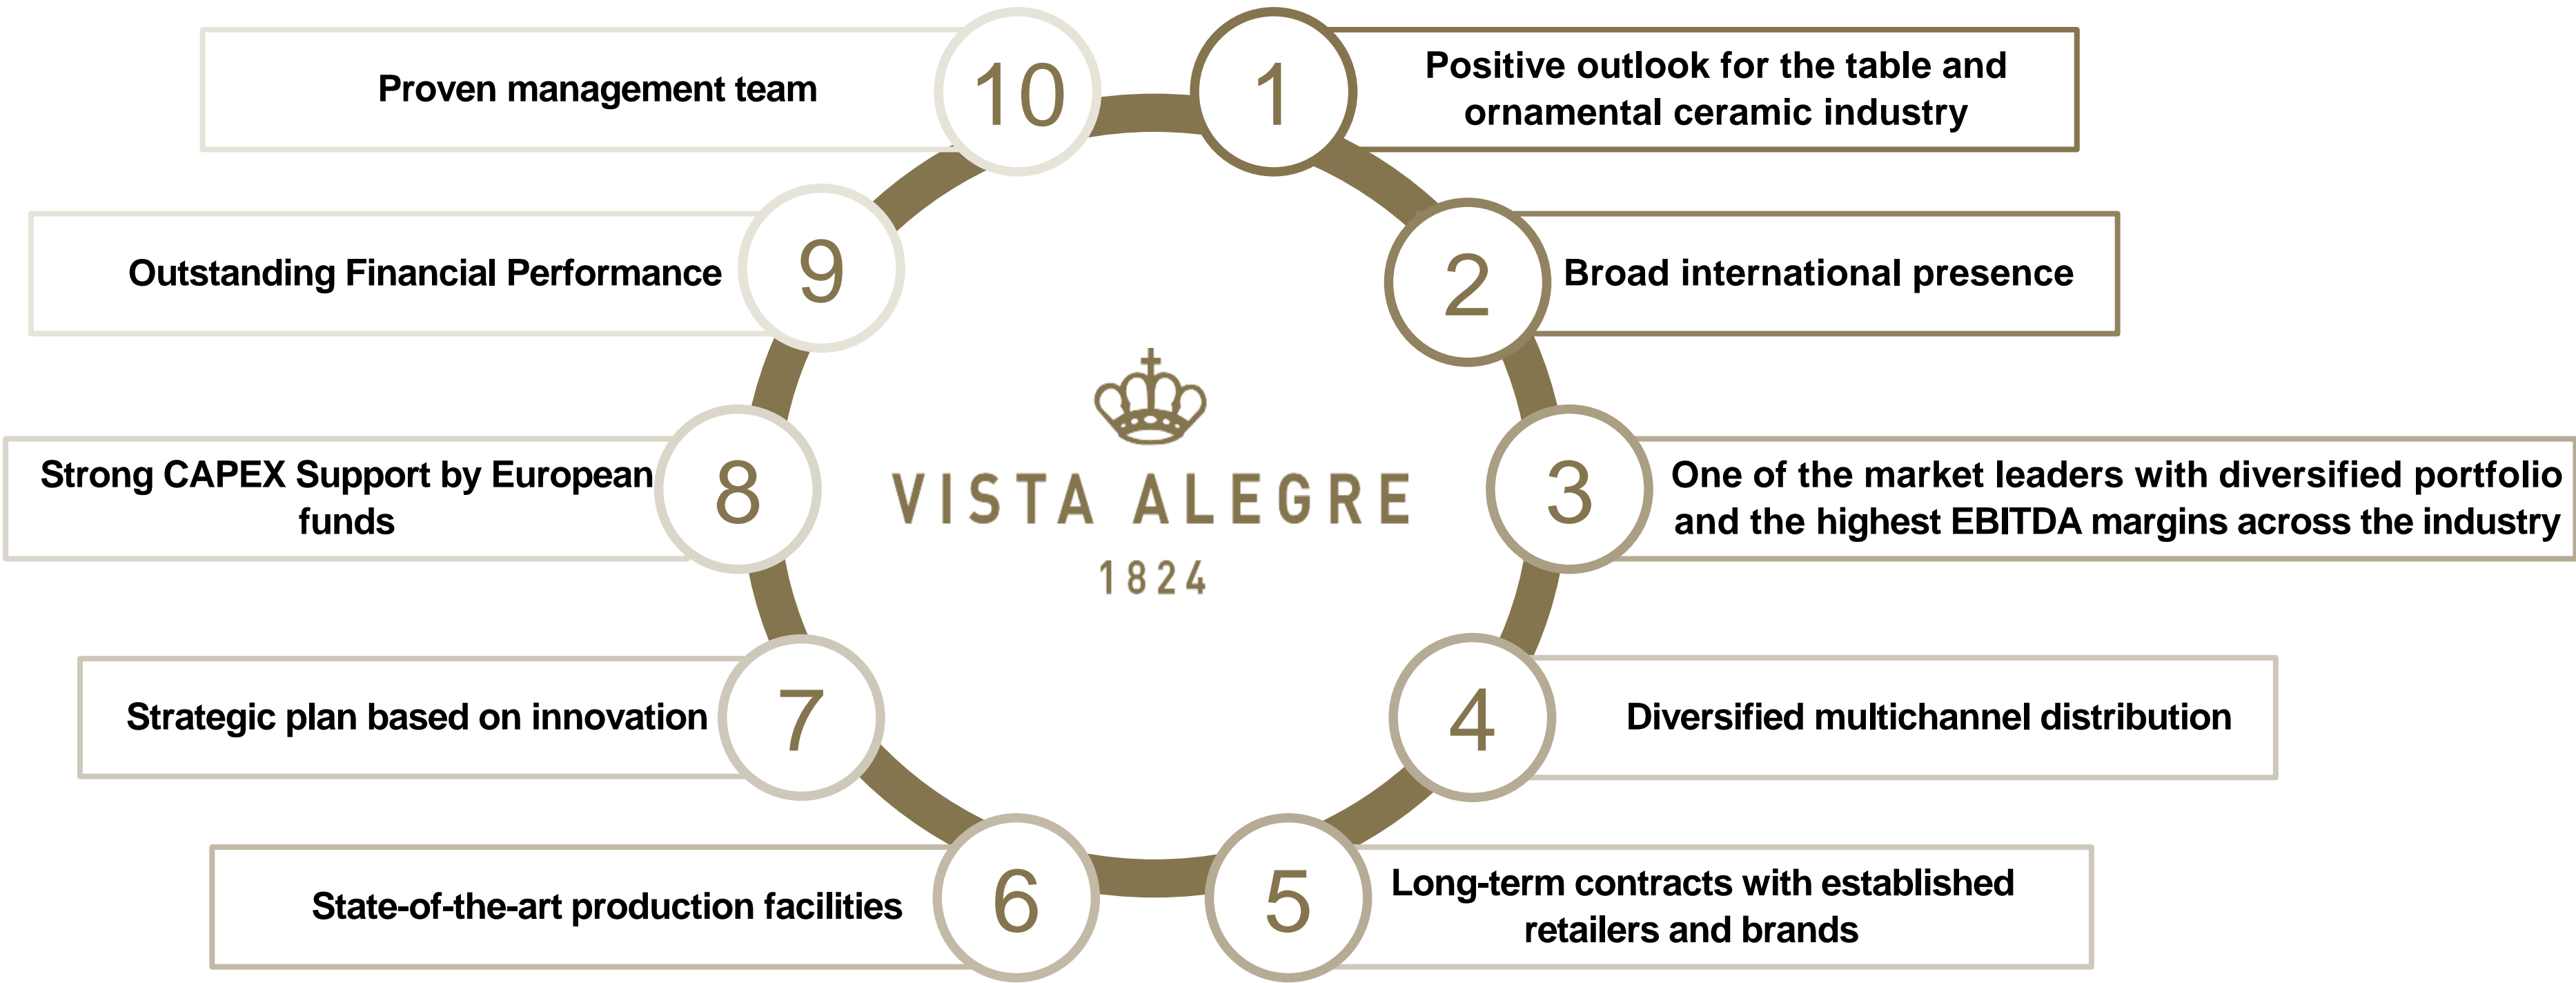 1
Positive outlook for the table and
ornamental ceramic industry
2
Broad international presence
3
One of the market leaders with diversified portfolio
and the highest EBITDA margins across the industry
4
Diversified multichannel distribution
5
Long-term contracts with established
retailers and brands
6
State-of-the-art production facilities
7
Strategic plan based on innovation
8
Strong CAPEX Support by European
funds
9
Outstanding Financial Performance
10
Proven management team
VISTA ALEGRE
1824